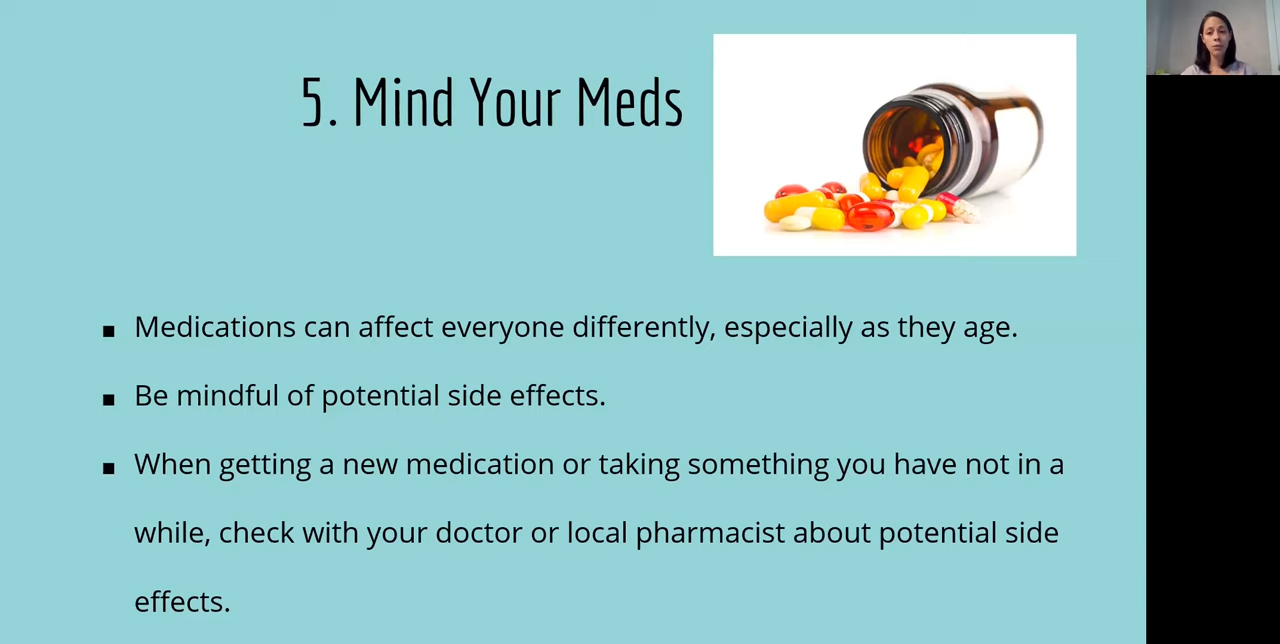 5. Mind Your Meds
▪ Medications can affect everyone differently, especially as they age.
▪ Be mindful of potential side effects.
▪ When getting a new medication or taking something you have not in a
while, check with your doctor or local pharmacist about potential side
effects.